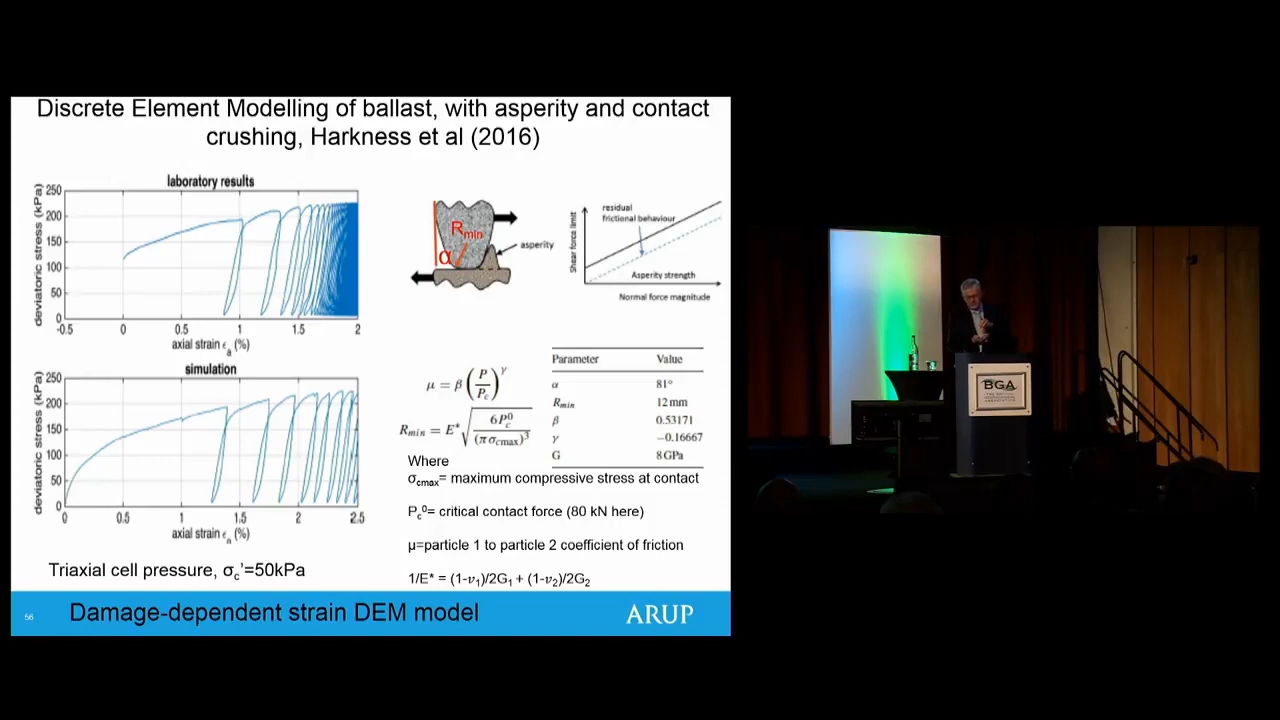 Discrete Element Modelling of ballast, with asperity and contact
crushing, Harkness et al (2016)
laboratory results
deviatoric stress (kPa)
250
200
150
100
50
0
-0.5 0 0.5 1 1.5 2
axial strain ϵa (%)
simulation
deviatoric stress (kPa)
250
200
150
100
50
0
0 0.5 1 1.5 2 2.5
axial strain ϵa (%)
Triaxial cell pressure, σc'=50kPa
Rmin
α
asperity
Shear force limit
residual
frictional behaviour
Asperity strength
Normal force magnitude
μ = β (P/Pc)^γ
Rmin = E* √(6Pc⁰/(πσcmax)³)
Parameter Value
α 81°
Rmin 12 mm
β 0.53171
γ −0.16667
G 8 GPa
Where
σcmax= maximum compressive stress at contact
Pc⁰= critical contact force (80 kN here)
μ=particle 1 to particle 2 coefficient of friction
1/E* = (1-ν1)/2G1 + (1-ν2)/2G2
56
Damage-dependent strain DEM model
ARUP
BGA